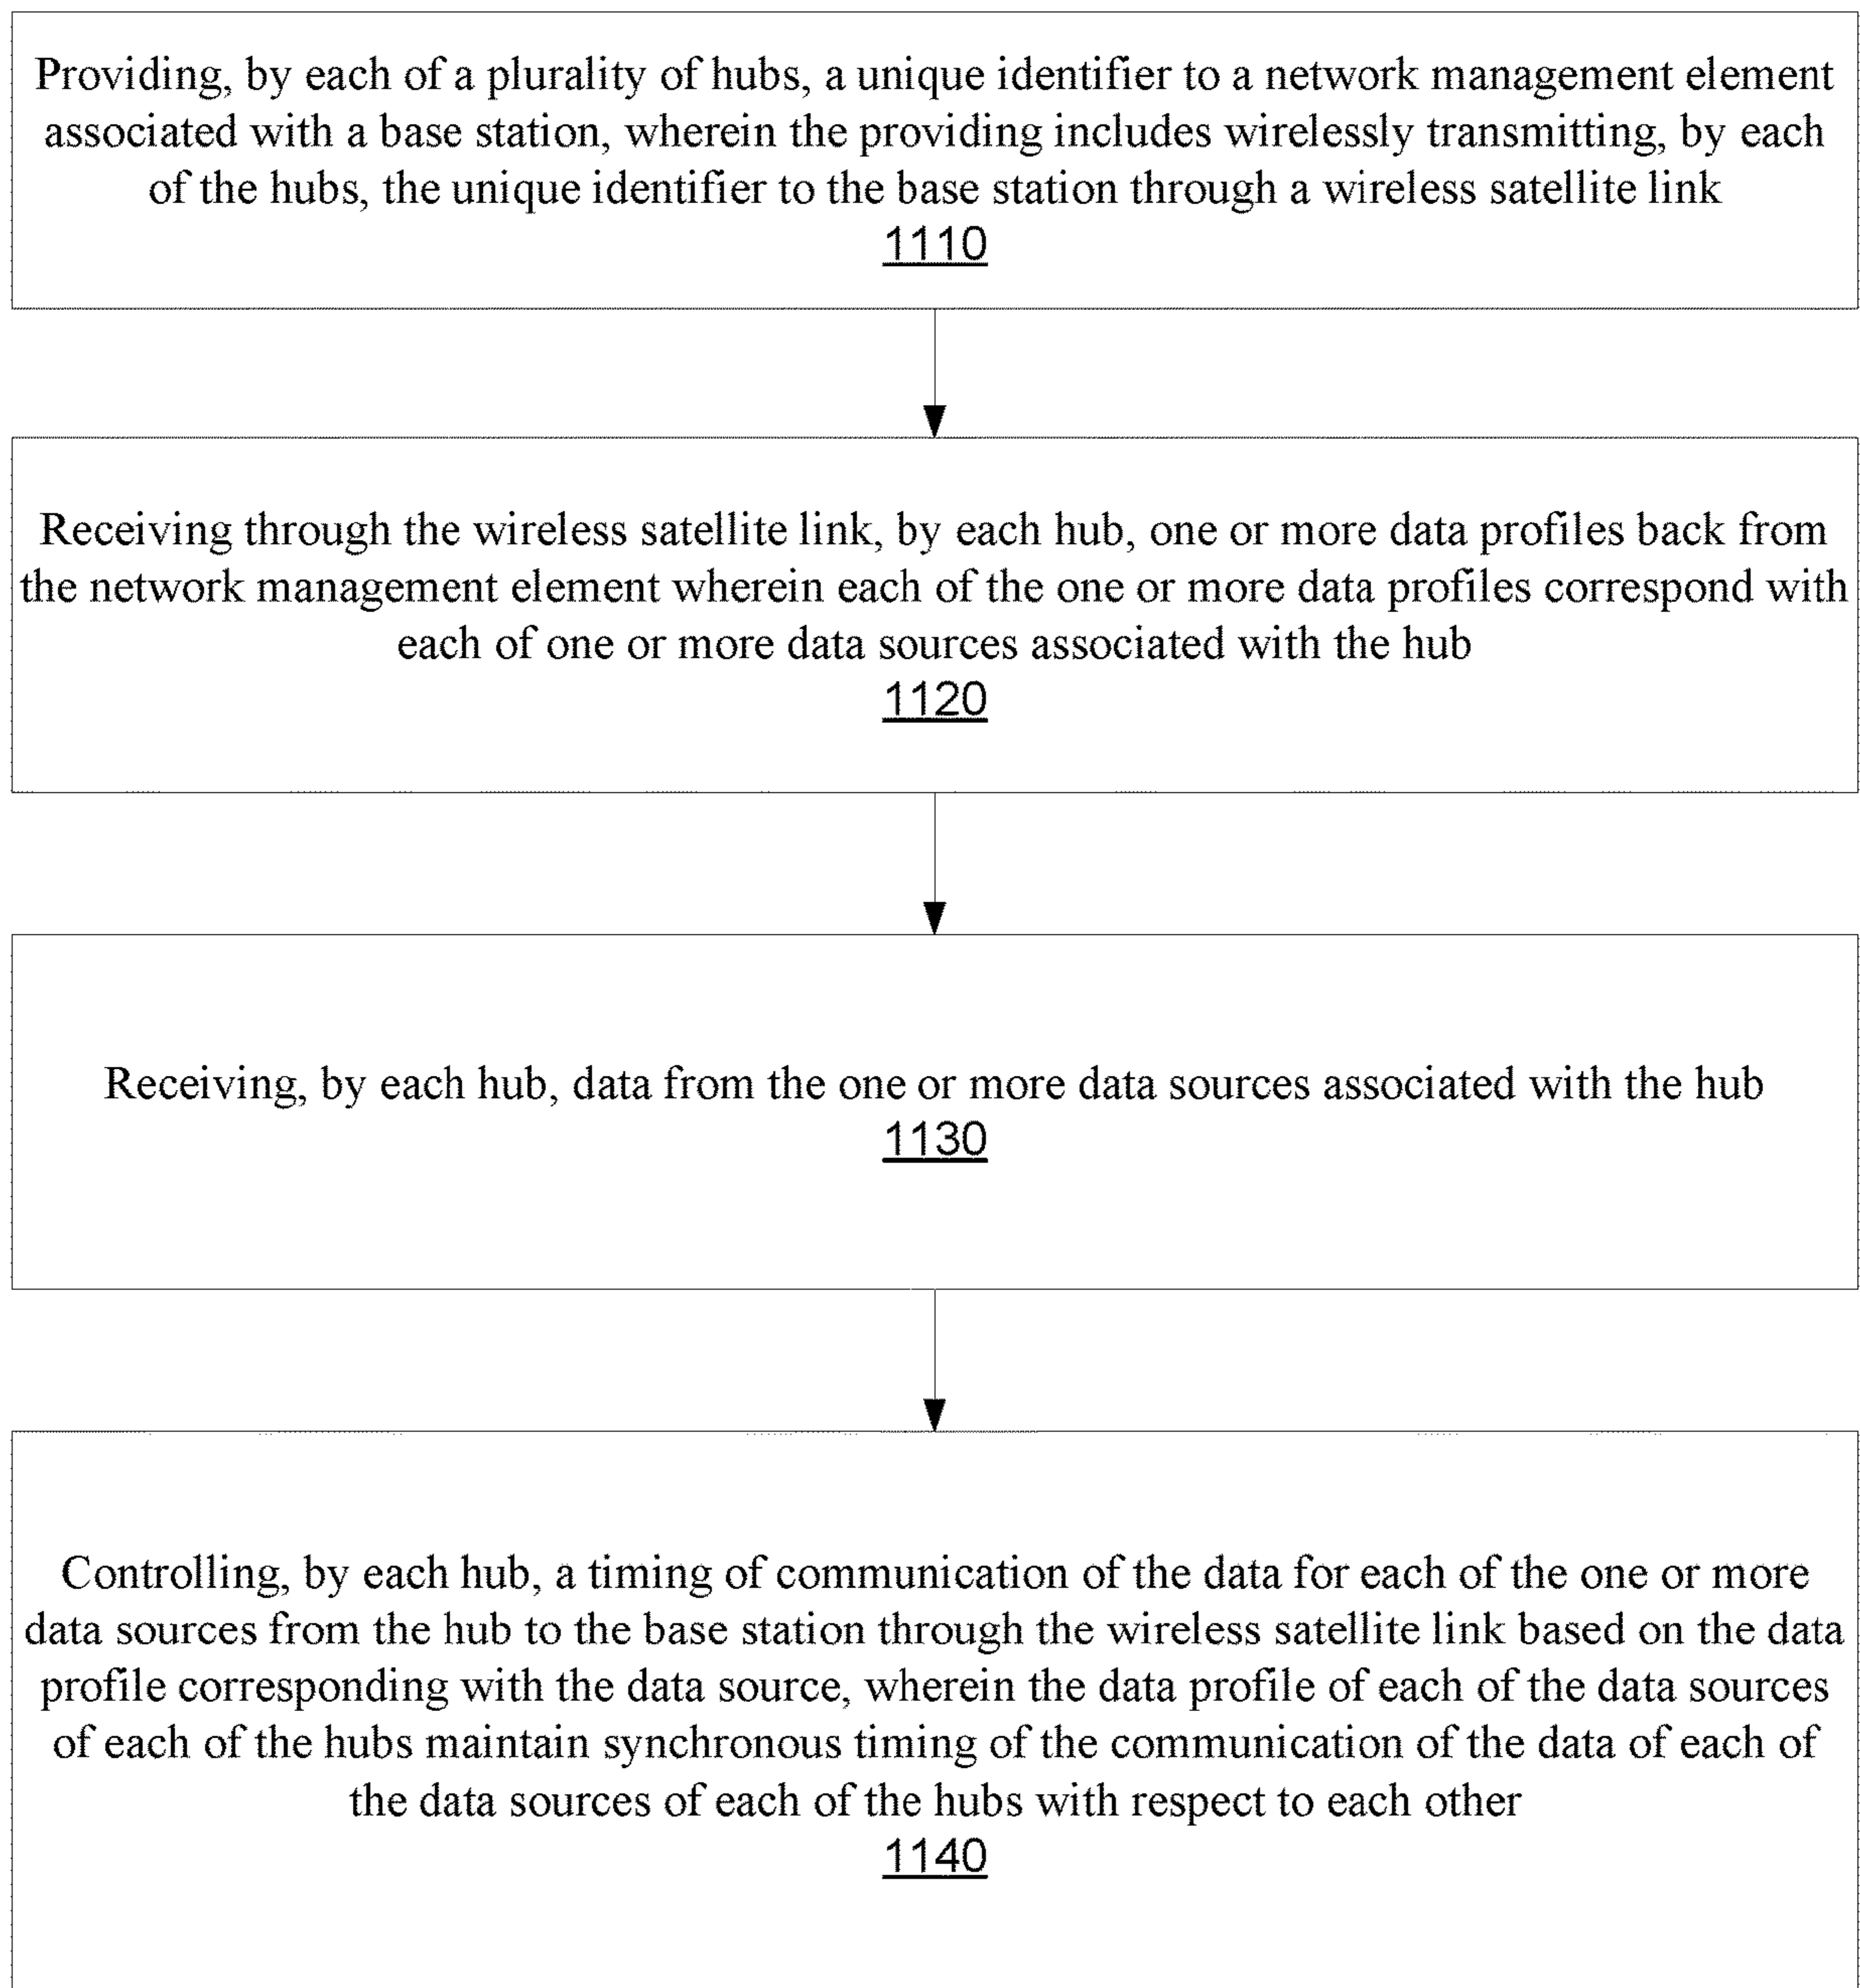 Providing, by each of a plurality of hubs, a unique identifier to a network management element
associated with a base station, wherein the providing includes wirelessly transmitting, by each
of the hubs, the unique identifier to the base station through a wireless satellite link
1110
Receiving through the wireless satellite link, by each hub, one or more data profiles back from
the network management element wherein each of the one or more data profiles correspond with
each of one or more data sources associated with the hub
1120
Receiving, by each hub, data from the one or more data sources associated with the hub
1130
Controlling, by each hub, a timing of communication of the data for each of the one or more
data sources from the hub to the base station through the wireless satellite link based on the data
profile corresponding with the data source, wherein the data profile of each of the data sources
of each of the hubs maintain synchronous timing of the communication of the data of each of
the data sources of each of the hubs with respect to each other
1140